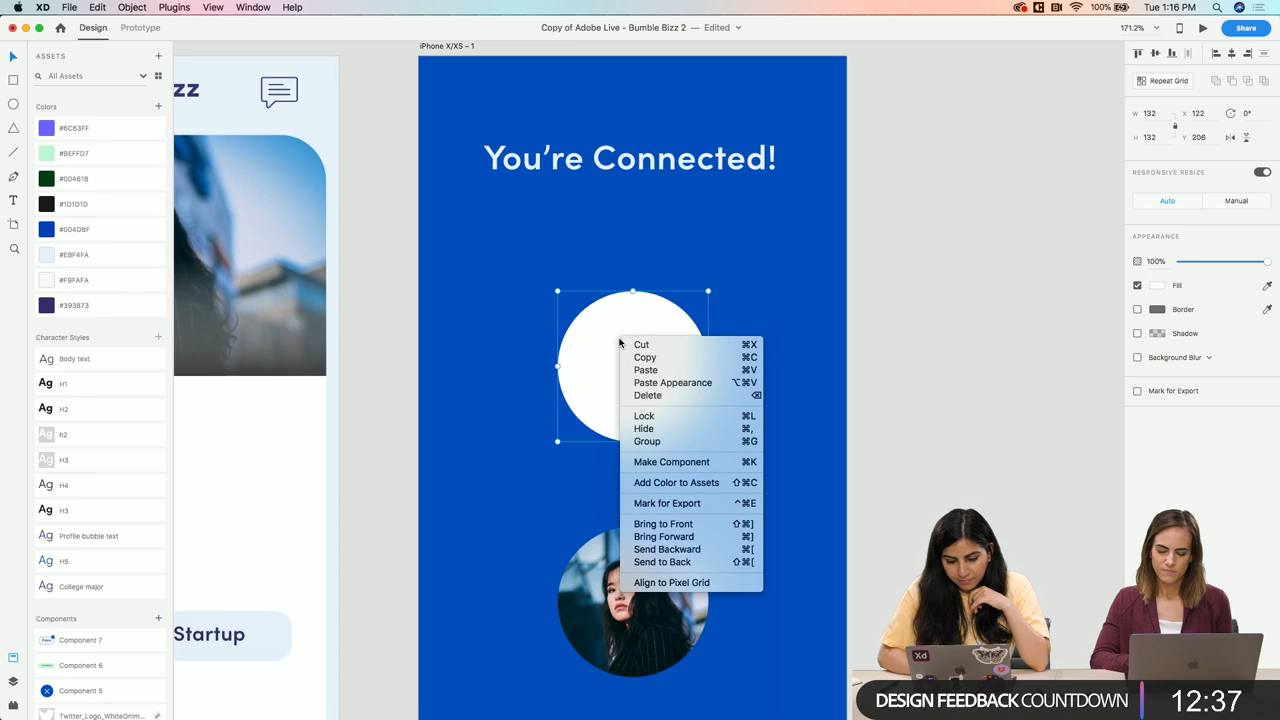 XD File Edit Object Plugins View Window Help
100% Tue 1:16 PM
Design Prototype
Copy of Adobe Live - Bumble Bizz 2 — Edited
171.2%
Share
ASSETS
All Assets
Colors
#6C63FF
#BEFFD7
#00461B
#1D1D1D
#004DBF
#E8F4FA
#F9FAFA
#393873
Character Styles
Ag Body text
Ag H1
Ag H2
Ag h2
Ag H3
Ag H4
Ag H3
Ag Profile bubble text
Ag H5
Ag College major
Components
Component 7
Component 6
Component 5
Twitter_Logo_WhiteOnIm...
zz
Startup
iPhone X/XS – 1
You're Connected!
Cut ⌘X
Copy ⌘C
Paste ⌘V
Paste Appearance ⌥⌘V
Delete ⌫
Lock ⌘L
Hide ⌘,
Group ⌘G
Make Component ⌘K
Add Color to Assets ⇧⌘C
Mark for Export ^⌘E
Bring to Front ⇧⌘]
Bring Forward ⌘]
Send Backward ⌘[
Send to Back ⇧⌘[
Align to Pixel Grid
Repeat Grid
W 132 X 122 0°
H 132 Y 206
RESPONSIVE RESIZE
Auto Manual
APPEARANCE
100%
Fill
Border
Shadow
Background Blur
Mark for Export
Xd
DESIGN FEEDBACK COUNTDOWN 12:37